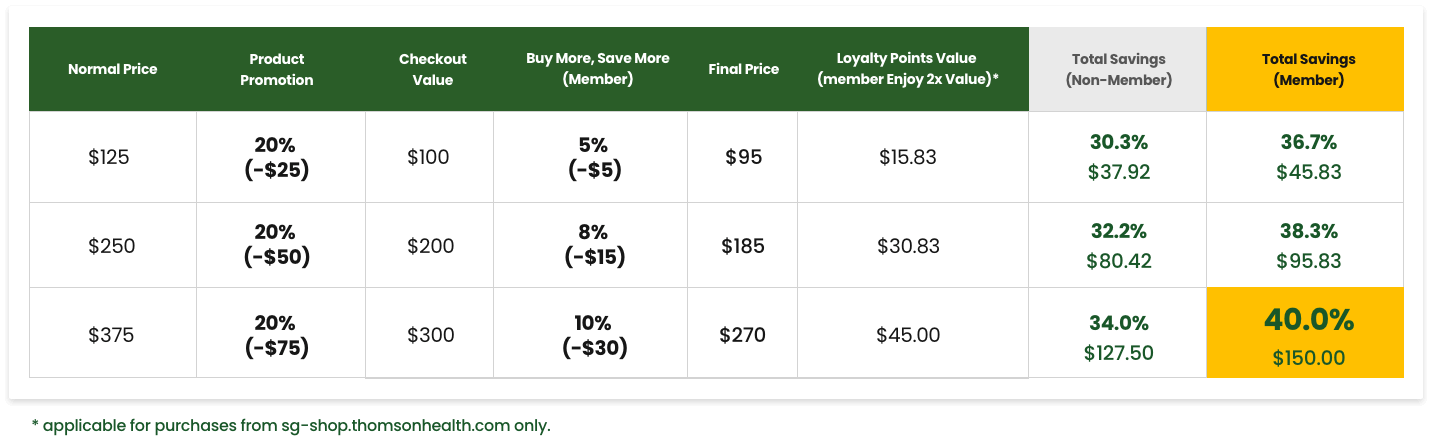 Normal Price
Product
Promotion
Checkout
Value
Buy More, Save More
(Member)
Final Price
Loyalty Points Value
(member Enjoy 2x Value)*
Total Savings
(Non-Member)
Total Savings
(Member)
$125
20%
(-$25)
$100
5%
(-$5)
$95
$15.83
30.3%
$37.92
36.7%
$45.83
$250
20%
(-$50)
$200
8%
(-$15)
$185
$30.83
32.2%
$80.42
38.3%
$95.83
$375
20%
(-$75)
$300
10%
(-$30)
$270
$45.00
34.0%
$127.50
40.0%
$150.00
* applicable for purchases from sg-shop.thomsonhealth.com only.